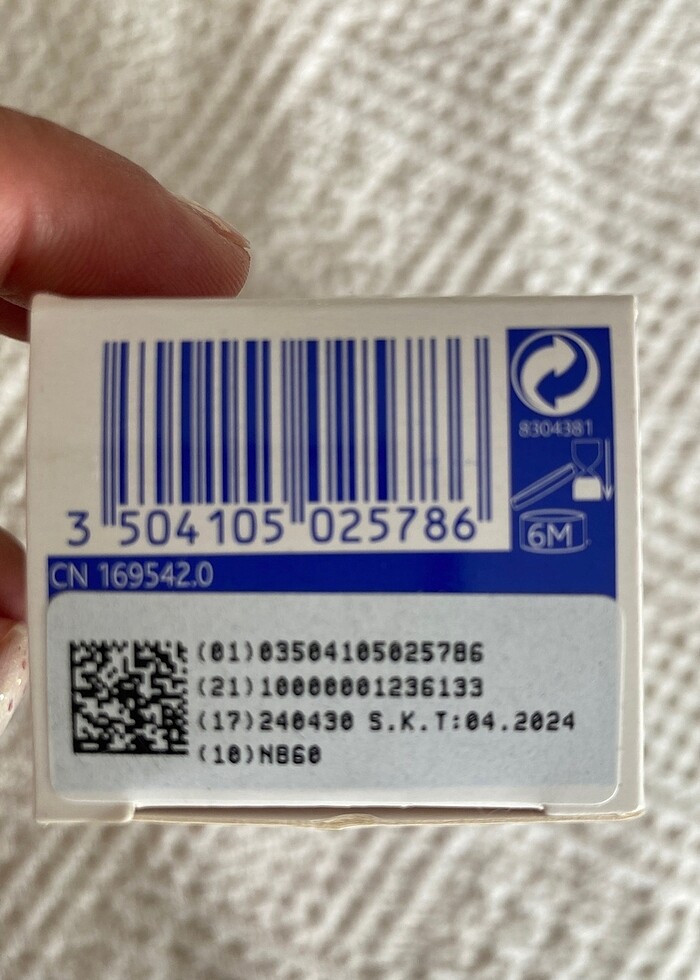 8304381
6M
3 504105 025786
CN 169542.0
(01)03504105025786
(21)10000001236133
(17)240430 S.K.T:04.2024
(10)NB60